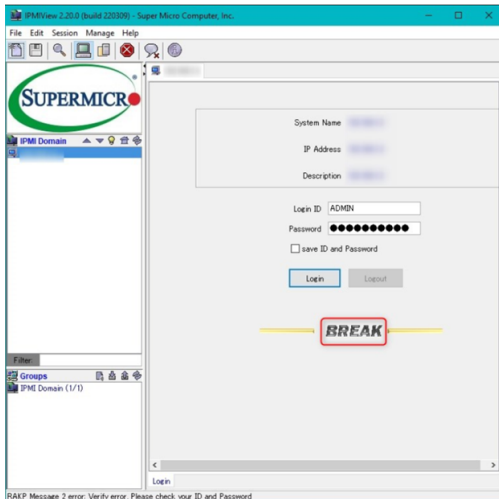 IPMIView 2.20.0 (build 220309) - Super Micro Computer, Inc.
File Edit Session Manage Help
SUPERMICR
IPMI Domain
System Name
IP Address
Description
Login ID ADMIN
Password ●●●●●●●●●●
save ID and Password
Login Logout
BREAK
Filter:
Groups
IPMI Domain (1/1)
Login
RAKP Message 2 error: Verify error. Please check your ID and Password